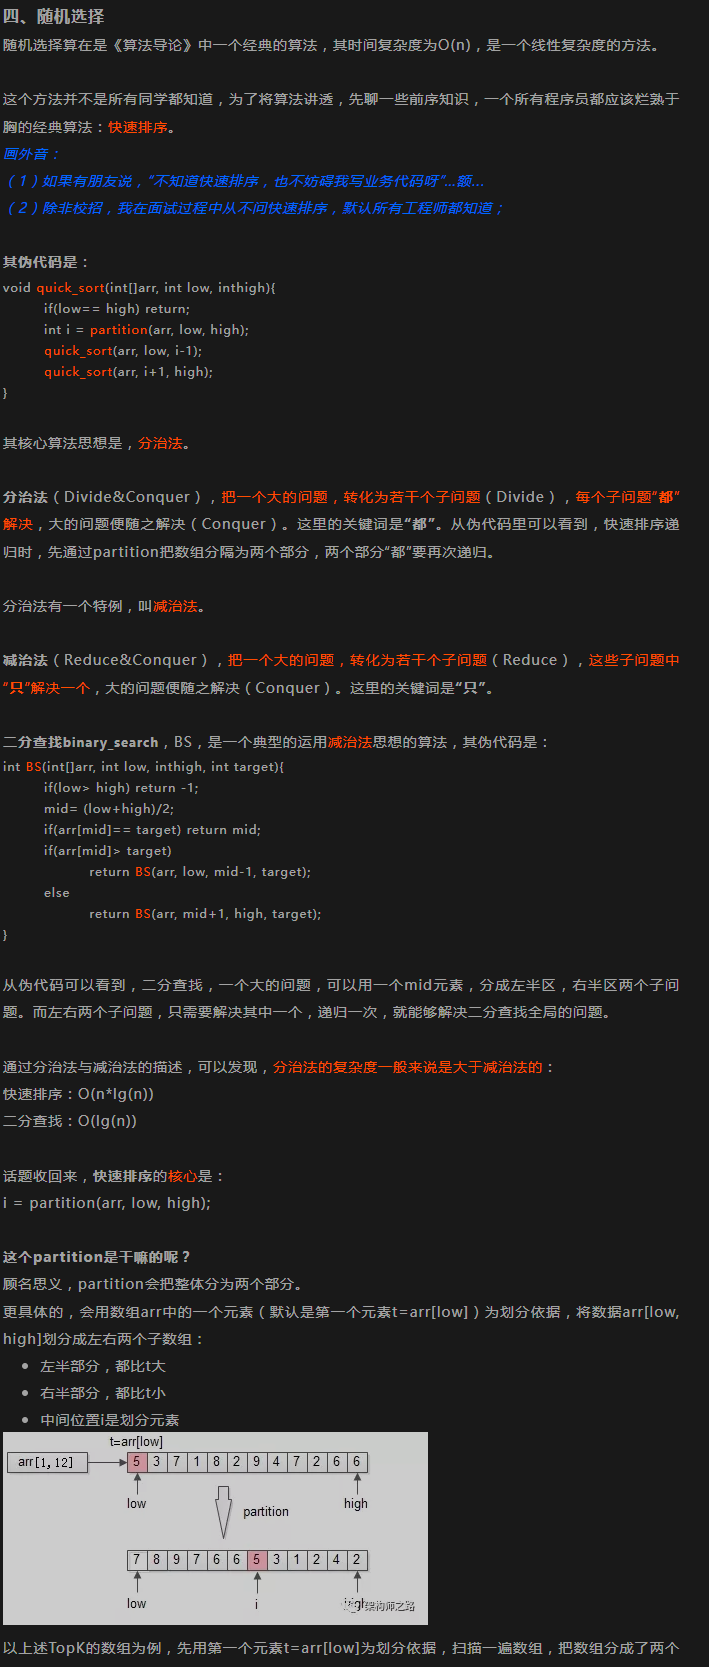 四、随机选择
随机选择算在是《算法导论》中一个经典的算法，其时间复杂度为O(n)，是一个线性复杂度的方法。
这个方法并不是所有同学都知道，为了将算法讲透，先聊一些前序知识，一个所有程序员都应该烂熟于
胸的经典算法：快速排序。
画外音：
（1）如果有朋友说，“不知道快速排序，也不妨碍我写业务代码呀”…额...
（2）除非校招，我在面试过程中从不问快速排序，默认所有工程师都知道；
其伪代码是：
void quick_sort(int[]arr, int low, inthigh){
if(low== high) return;
int i = partition(arr, low, high);
quick_sort(arr, low, i-1);
quick_sort(arr, i+1, high);
}
其核心算法思想是，分治法。
分治法（Divide&Conquer），把一个大的问题，转化为若干个子问题（Divide），每个子问题“都”
解决，大的问题便随之解决（Conquer）。这里的关键词是“都”。从伪代码里可以看到，快速排序递
归时，先通过partition把数组分隔为两个部分，两个部分“都”要再次递归。
分治法有一个特例，叫减治法。
减治法（Reduce&Conquer），把一个大的问题，转化为若干个子问题（Reduce），这些子问题中
“只”解决一个，大的问题便随之解决（Conquer）。这里的关键词是“只”。
二分查找binary_search，BS，是一个典型的运用减治法思想的算法，其伪代码是：
int BS(int[]arr, int low, inthigh, int target){
if(low> high) return -1;
mid= (low+high)/2;
if(arr[mid]== target) return mid;
if(arr[mid]> target)
return BS(arr, low, mid-1, target);
else
return BS(arr, mid+1, high, target);
}
从伪代码可以看到，二分查找，一个大的问题，可以用一个mid元素，分成左半区，右半区两个子问
题。而左右两个子问题，只需要解决其中一个，递归一次，就能够解决二分查找全局的问题。
通过分治法与减治法的描述，可以发现，分治法的复杂度一般来说是大于减治法的：
快速排序：O(n*lg(n))
二分查找：O(lg(n))
话题收回来，快速排序的核心是：
i = partition(arr, low, high);
这个partition是干嘛的呢？
顾名思义，partition会把整体分为两个部分。
更具体的，会用数组arr中的一个元素（默认是第一个元素t=arr[low]）为划分依据，将数据arr[low,
high]划分成左右两个子数组：
左半部分，都比t大
右半部分，都比t小
中间位置i是划分元素
t=arr[low]
arr[1,12] 5 3 7 1 8 2 9 4 7 2 6 6
low high
partition
7 8 9 7 6 6 5 3 1 2 4 2
low i
架构师之路
以上述TopK的数组为例，先用第一个元素t=arr[low]为划分依据，扫描一遍数组，把数组分成了两个